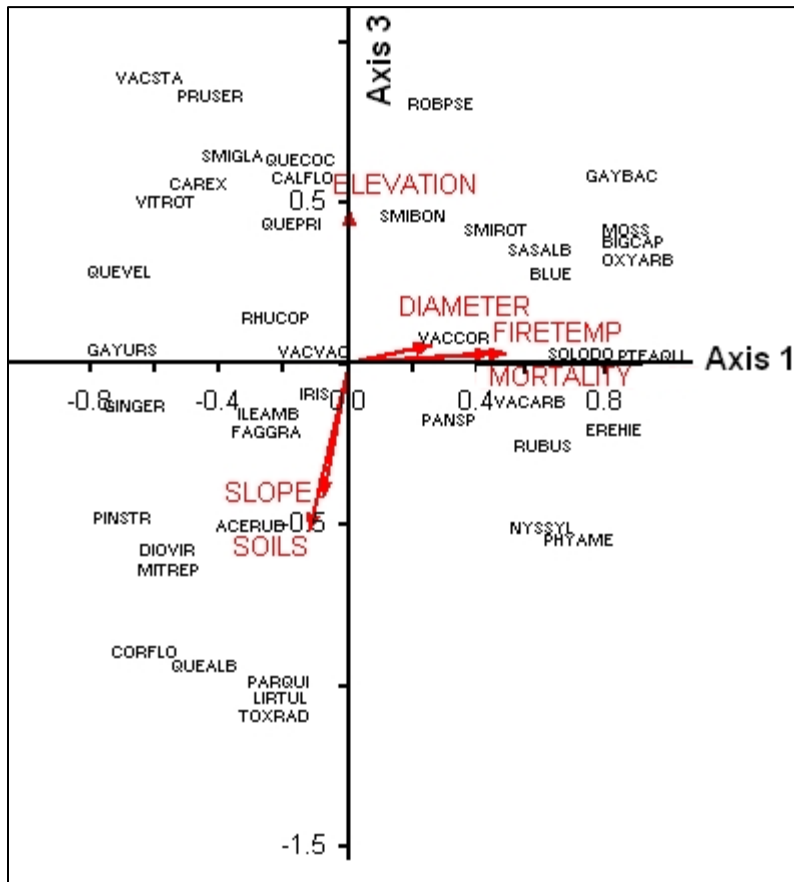 Axis 3
VACSTA
PRUSER
ROBPSE
SMIGLA QUECOC
CALFLO
CAREX
ELEVATION
GAYBAC
VITROT
0.5
SMIBON
QUEPRI
SMIROT
MOSS
BIGCAP
SASALB
OXYARB
QUEVEL
BLUE
DIAMETER
RHUCOP
VACCOR
FIRETEMP
GAYURS
VACVAC
SOLODO PTEAQU
Axis 1
MORTALITY
-0.8
GINGER
-0.4
IRIS
0.0
0.4
VACARB
0.8
ILEAMB
PANSP
FAGGRA
EREHIE
RUBUS
SLOPE
PINSTR
ACERUB
-0.5
NYSSYL
SOILS
PHYAME
DIOVIR
MITREP
CORFLO
QUEALB
PARQUI
LIRTUL
TOXRAD
-1.5